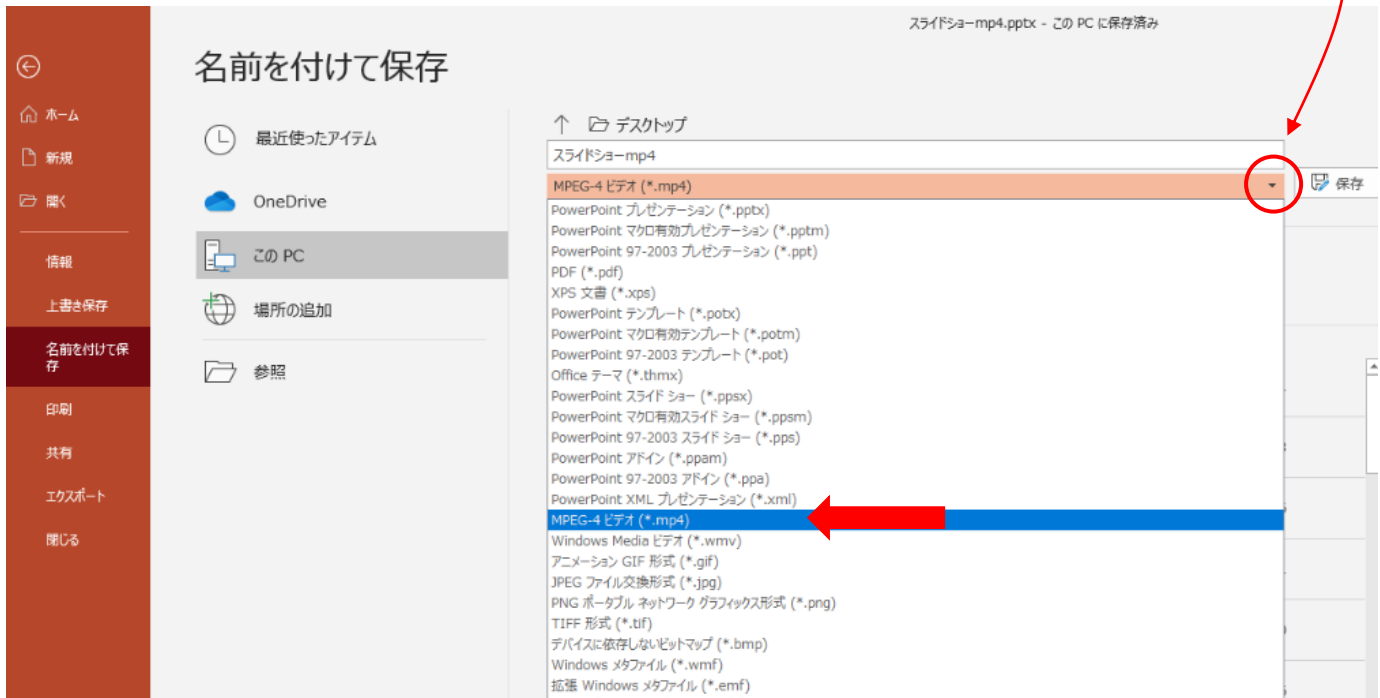 スライドショーmp4.pptx - この PC に保存済み
名前を付けて保存
ホーム
新規
開く
情報
上書き保存
名前を付けて保
存
印刷
共有
エクスポート
閉じる
最近使ったアイテム
OneDrive
この PC
場所の追加
参照
↑ デスクトップ
スライドショーmp4
MPEG-4 ビデオ (*.mp4)
保存
PowerPoint プレゼンテーション (*.pptx)
PowerPoint マクロ有効プレゼンテーション (*.pptm)
PowerPoint 97-2003 プレゼンテーション (*.ppt)
PDF (*.pdf)
XPS 文書 (*.xps)
PowerPoint テンプレート (*.potx)
PowerPoint マクロ有効テンプレート (*.potm)
PowerPoint 97-2003 テンプレート (*.pot)
Office テーマ (*.thmx)
PowerPoint スライド ショー (*.ppsx)
PowerPoint マクロ有効スライド ショー (*.ppsm)
PowerPoint 97-2003 スライド ショー (*.pps)
PowerPoint アドイン (*.ppam)
PowerPoint 97-2003 アドイン (*.ppa)
PowerPoint XML プレゼンテーション (*.xml)
MPEG-4 ビデオ (*.mp4)
Windows Media ビデオ (*.wmv)
アニメーション GIF 形式 (*.gif)
JPEG ファイル交換形式 (*.jpg)
PNG ポータブル ネットワーク グラフィックス形式 (*.png)
TIFF 形式 (*.tif)
デバイスに依存しないビットマップ (*.bmp)
Windows メタファイル (*.wmf)
拡張 Windows メタファイル (*.emf)